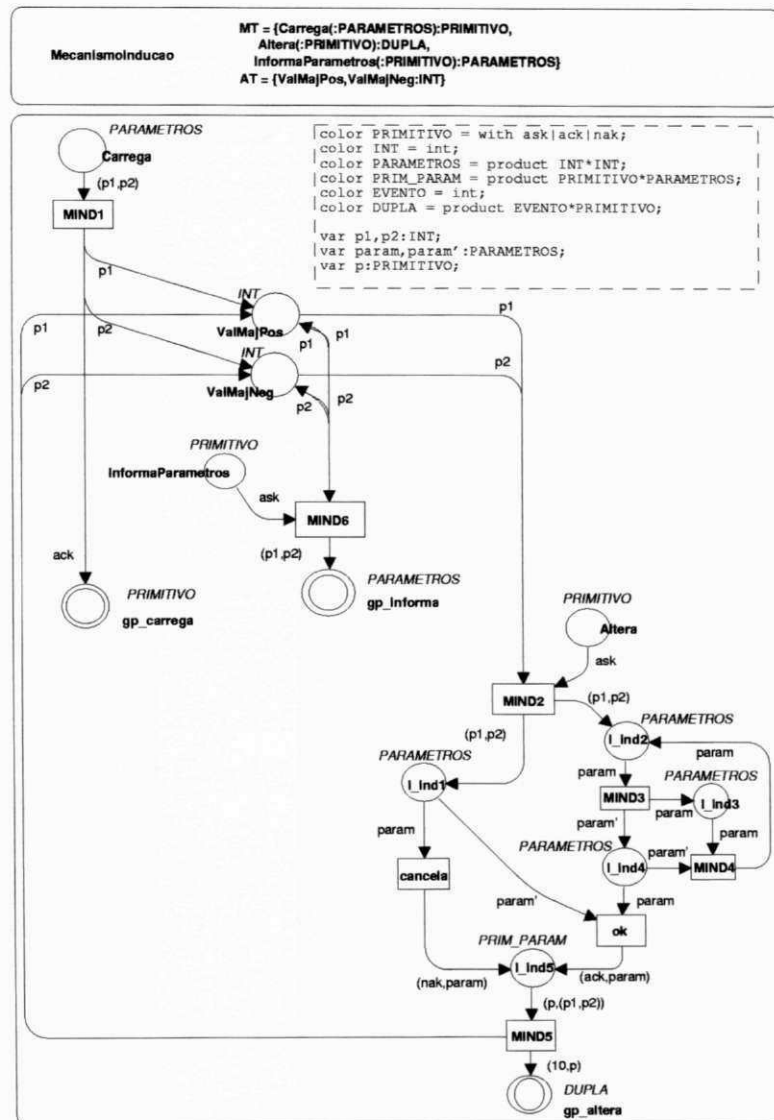 MT = {Carrega(:PARAMETROS):PRIMITIVO,
MecanismoInducao
Altera(:PRIMITIVO):DUPLA,
InformaParametros(:PRIMITIVO):PARAMETROS}
AT = {ValMajPos,ValMajNeg:INT}
PARAMETROS
Carrega
(p1,p2)
MIND1
color PRIMITIVO = with ask|ack|nak;
color INT = int;
color PARAMETROS = product INT*INT;
color PRIM_PARAM = product PRIMITIVO*PARAMETROS;
color EVENTO = int;
color DUPLA = product EVENTO*PRIMITIVO;
var p1,p2:INT;
var param,param':PARAMETROS;
var p:PRIMITIVO;
p1
INT
p1
p2
ValMajPos
p1
p1
p1
INT
p2
ValMajNeg
p2
p2
p2
PRIMITIVO
InformaParametros
ask
MIND6
(p1,p2)
ack
PRIMITIVO
gp_carrega
PARAMETROS
gp_Informa
PRIMITIVO
Altera
ask
MIND2
(p1,p2)
(p1,p2)
PARAMETROS
I_Ind2
param
PARAMETROS
I_Ind1
param
PARAMETROS
MIND3
param
I_Ind3
param
param'
param
PARAMETROS
I_Ind4
param'
MIND4
cancela
param'
param
ok
PRIM_PARAM
I_Ind5
(nak,param)
(ack,param)
(p,(p1,p2))
MIND5
(10,p)
DUPLA
gp_altera